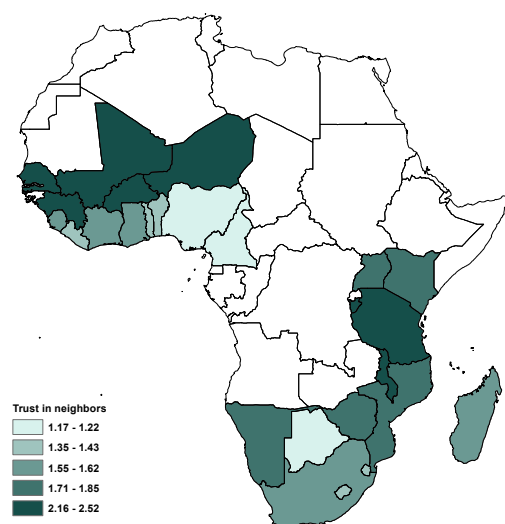 Trust in neighbors
1.17 - 1.22
1.35 - 1.43
1.55 - 1.62
1.71 - 1.85
2.16 - 2.52